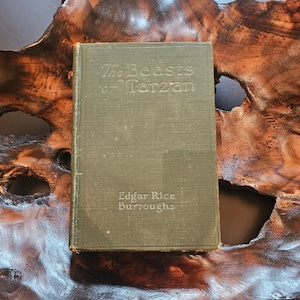 The Beasts
of Tarzan
Edgar Rice
Burroughs